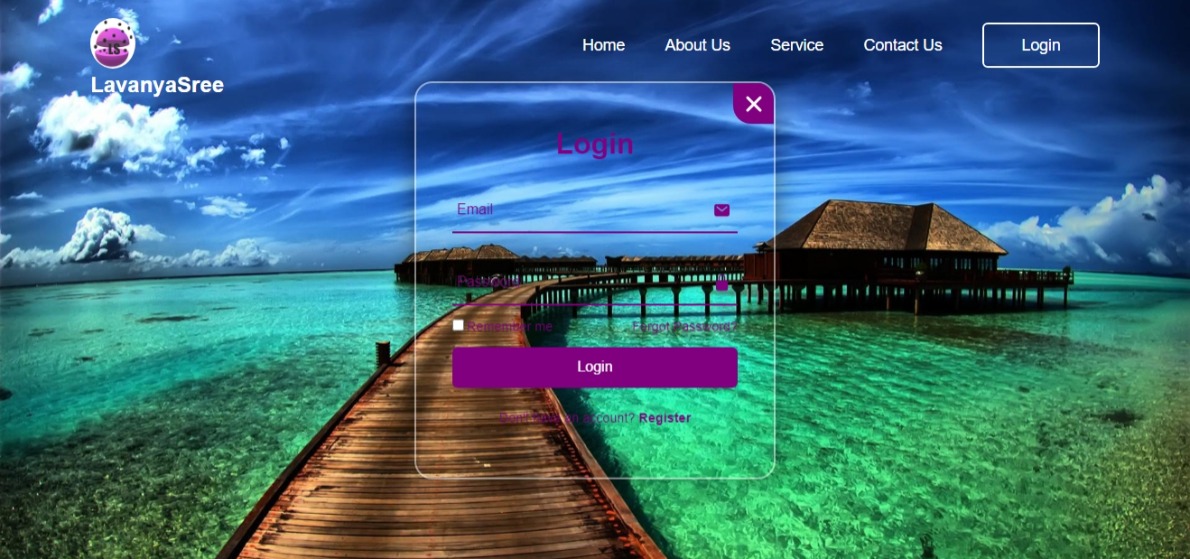 LS
Home About Us Service Contact Us Login
LavanyaSree
Login
Email
Password
Remember me Forgot Password?
Login
Don't have an account? Register